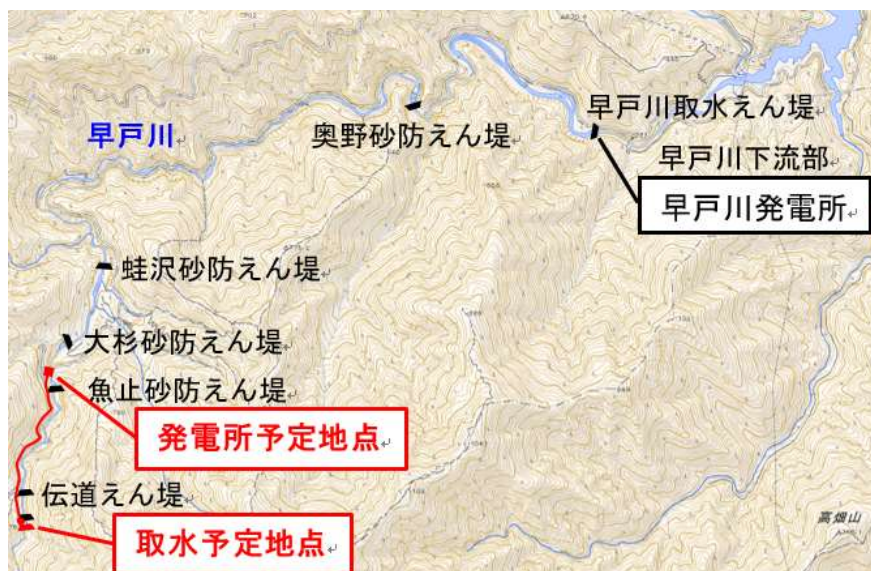 早戸川
奥野砂防えん堤
早戸川取水えん堤
早戸川下流部
早戸川発電所
蛙沢砂防えん堤
大杉砂防えん堤
魚止砂防えん堤
発電所予定地点
伝道えん堤
取水予定地点
高畑山